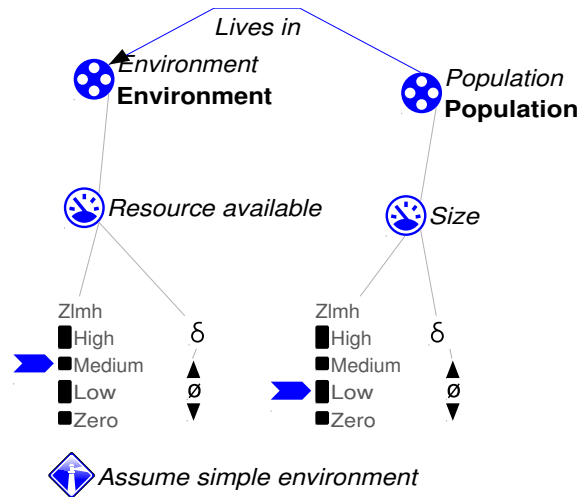 Lives in
Environment
Environment
Population
Population
Resource available
Size
Zlmh
High
Medium
Low
Zero
δ
ø
Zlmh
High
Medium
Low
Zero
δ
ø
Assume simple environment